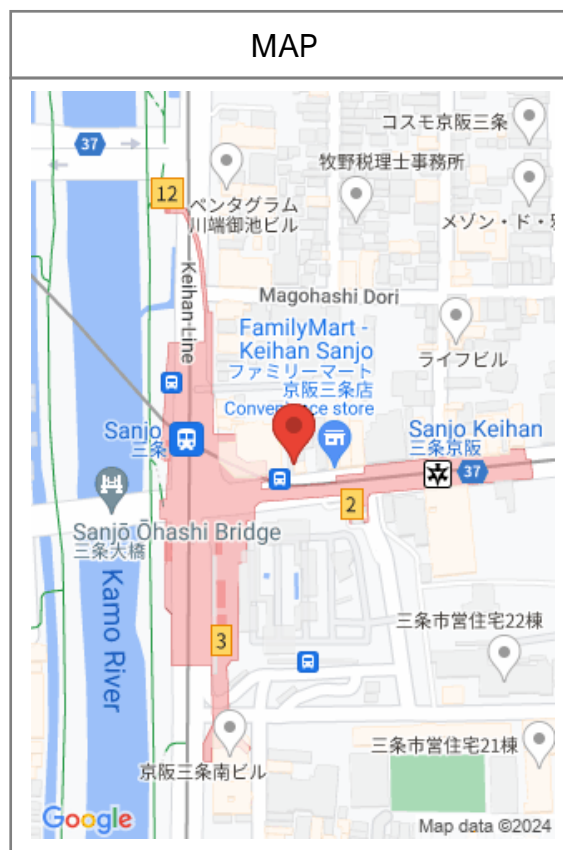 MAP
コスモ京阪三条
37
牧野税理士事務所
12
ペンタグラム
川端御池ビル
メゾン・ド・
Keihan Line
Magohashi Dori
FamilyMart -
Keihan Sanjo
ファミリーマート
京阪三条店
Convenience store
ライフビル
Sanjo
三条
Sanjo Keihan
三条京阪
37
2
Sanjō Ōhashi Bridge
三条大橋
Kamo River
3
三条市営住宅22棟
三条市営住宅21棟
京阪三条南ビル
Google
Map data ©2024